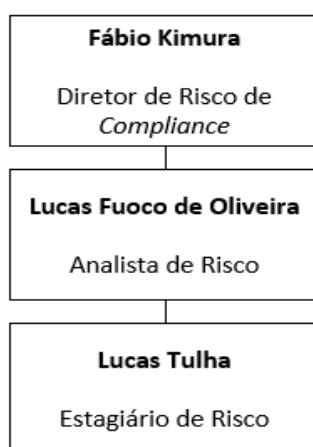 Fábio Kimura
Diretor de Risco de
Compliance
Lucas Fuoco de Oliveira
Analista de Risco
Lucas Tulha
Estagiário de Risco